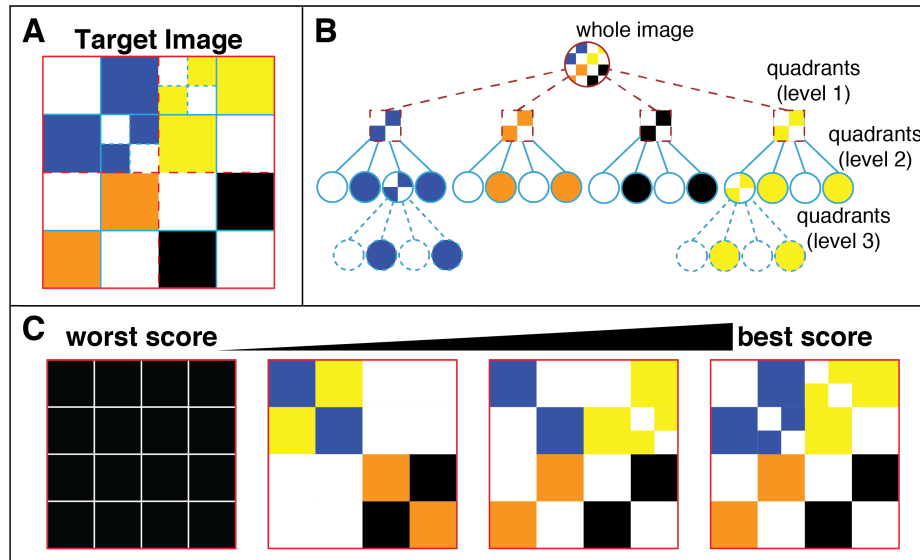 A
Target Image
B
whole image
quadrants
(level 1)
quadrants
(level 2)
quadrants
(level 3)
C
worst score
best score